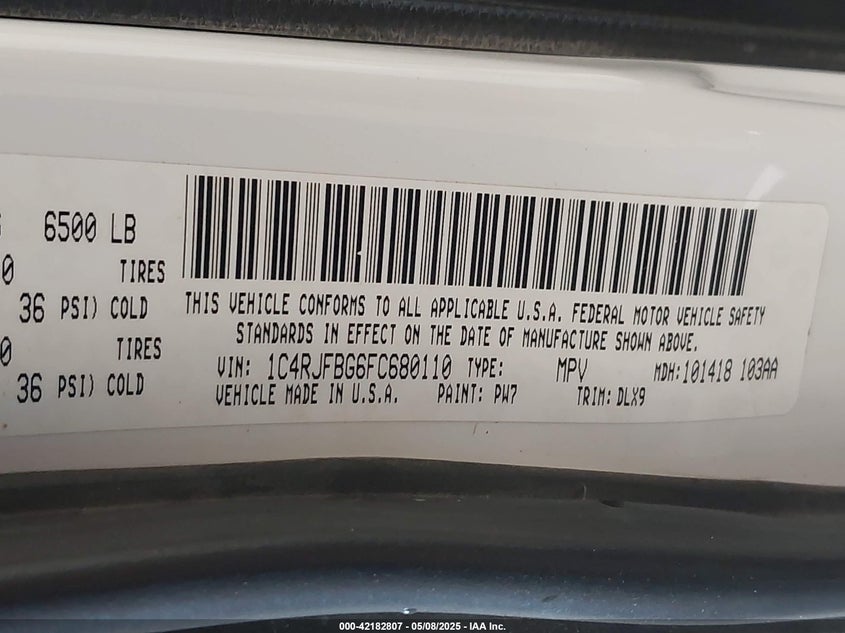 6500 LB
0 TIRES
36 PSI) COLD
0 TIRES
36 PSI) COLD
THIS VEHICLE CONFORMS TO ALL APPLICABLE U.S.A. FEDERAL MOTOR VEHICLE SAFETY
STANDARDS IN EFFECT ON THE DATE OF MANUFACTURE SHOWN ABOVE.
VIN: 1C4RJFBG6FC680110 TYPE: MPV MDH:101418 103AA
VEHICLE MADE IN U.S.A. PAINT: PW7 TRIM: DLX9
000-42182807 - 05/08/2025 - IAA Inc.